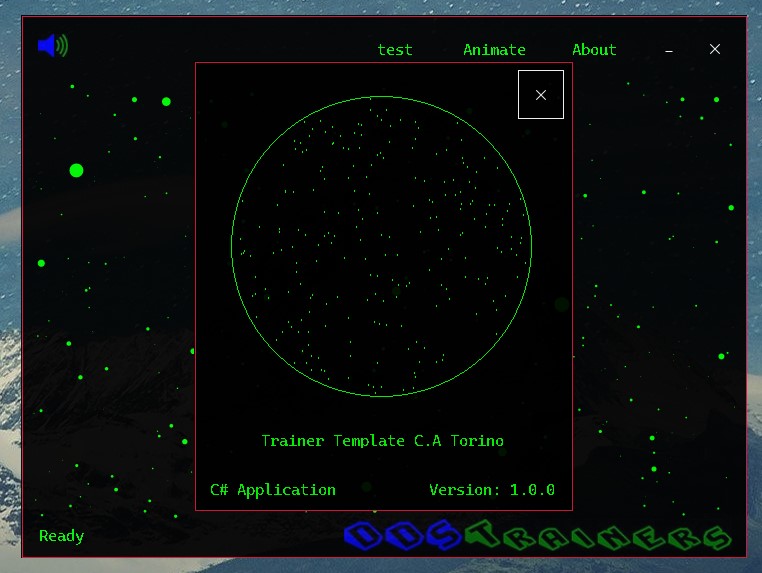 test Animate About
Trainer Template C.A Torino
C# Application Version: 1.0.0
Ready DDSTRAINERS